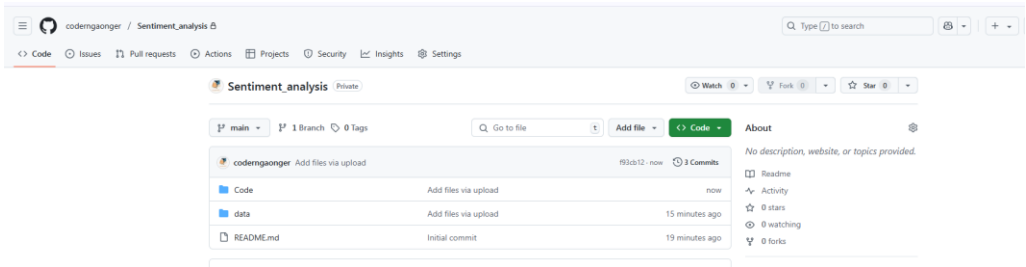 coderngaonger / Sentiment_analysis
Type / to search
Code Issues Pull requests Actions Projects Security Insights Settings
Sentiment_analysis Private
Watch 0 Fork 0 Star 0
main 1 Branch 0 Tags Go to file t Add file Code
coderngaonger Add files via upload f93cb12 · now 3 Commits
Code Add files via upload now
data Add files via upload 15 minutes ago
README.md Initial commit 19 minutes ago
About
No description, website, or topics provided.
Readme
Activity
0 stars
0 watching
0 forks